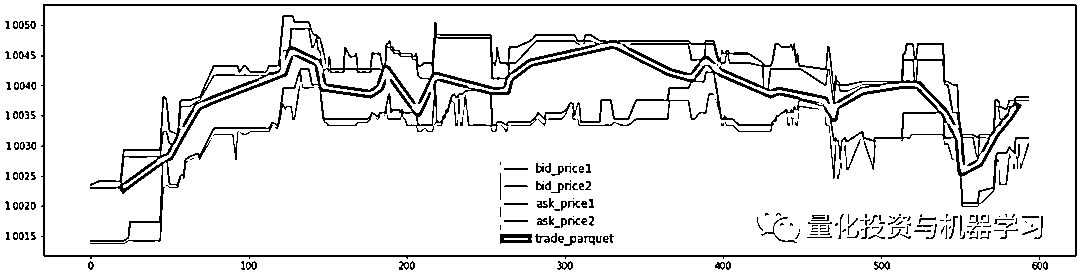 1.0050
1.0045
1.0040
1.0035
1.0030
1.0025
1.0020
1.0015
bid_price1
bid_price2
ask_price1
ask_price2
trade_parquet
量化投资与机器学习
0 100 200 300 400 500 600